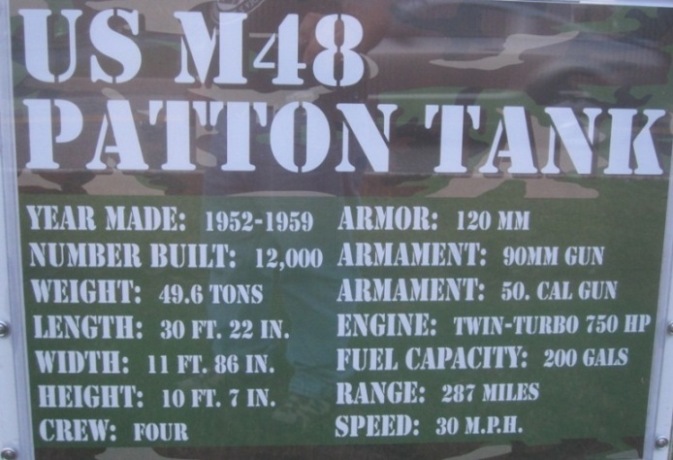 US M48
PATTON TANK
YEAR MADE: 1952-1959
NUMBER BUILT: 12,000
WEIGHT: 49.6 TONS
LENGTH: 30 FT. 22 IN.
WIDTH: 11 FT. 86 IN.
HEIGHT: 10 FT. 7 IN.
CREW: FOUR
ARMOR: 120 MM
ARMAMENT: 90MM GUN
ARMAMENT: 50. CAL GUN
ENGINE: TWIN-TURBO 750 HP
FUEL CAPACITY: 200 GALS
RANGE: 287 MILES
SPEED: 30 M.P.H.